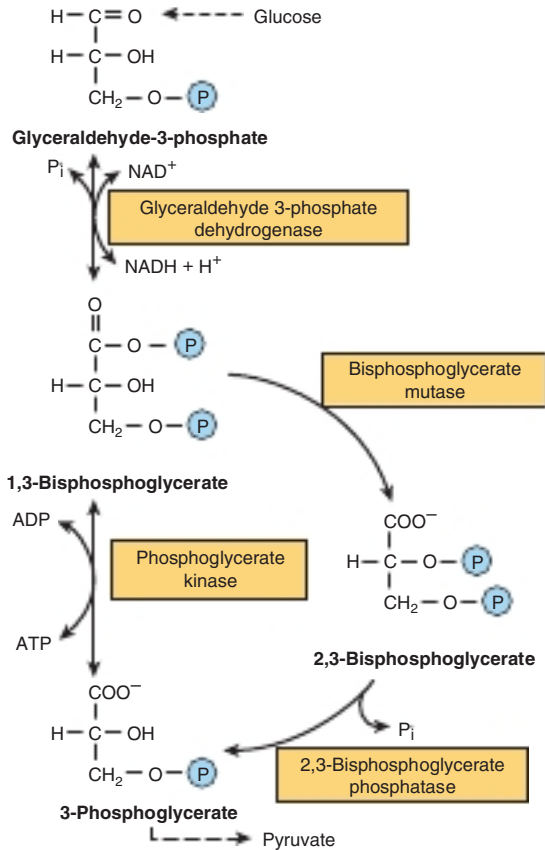 H—C=O Glucose
H—C—OH
CH₂—O—P
Glyceraldehyde-3-phosphate
Pi NAD⁺
Glyceraldehyde 3-phosphate
dehydrogenase
NADH + H⁺
O
C—O—P
H—C—OH
CH₂—O—P
1,3-Bisphosphoglycerate
Bisphosphoglycerate
mutase
ADP
Phosphoglycerate
kinase
ATP
COO⁻
H—C—O—P
CH₂—O—P
2,3-Bisphosphoglycerate
Pi
2,3-Bisphosphoglycerate
phosphatase
COO⁻
H—C—OH
CH₂—O—P
3-Phosphoglycerate
Pyruvate